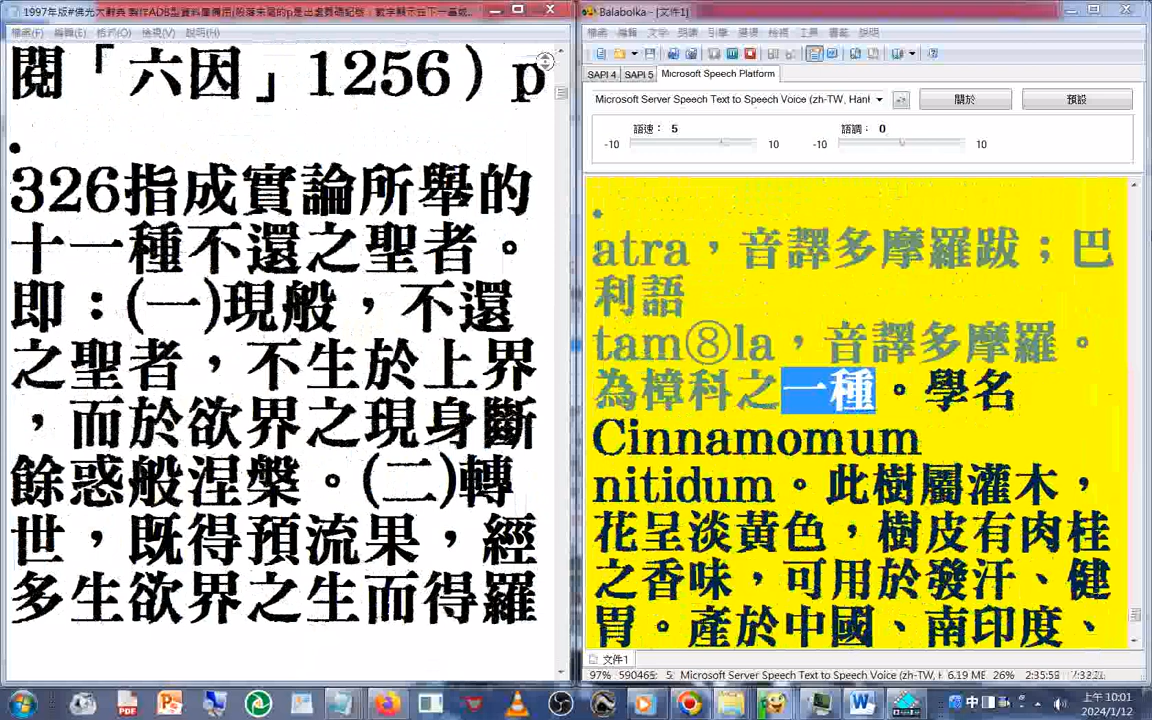 閱「六因」1256）p
.
326指成實論所舉的
十一種不還之聖者。
即：(一)現般，不還
之聖者，不生於上界
，而於欲界之現身斷
餘惑般涅槃。(二)轉
世，既得預流果，經
多生欲界之生而得羅
Balabolka - [文件1]
SAPI 4 SAPI 5 Microsoft Speech Platform
Microsoft Server Speech Text to Speech Voice (zh-TW, Hanl
關於
預設
語速： 5
語調： 0
-10 10 -10 10
.
atra，音譯多摩羅跋；巴
利語
tam⑧la，音譯多摩羅。
為樟科之一種。學名
Cinnamomum
nitidum。此樹屬灌木，
花呈淡黃色，樹皮有肉桂
之香味，可用於發汗、健
胃。產於中國、南印度、
文件1
97% 590465: 5 Microsoft Server Speech Text to Speech Voice (zh-TW, H 6.19 ME 26%
中
上午 10:01
2024/1/12